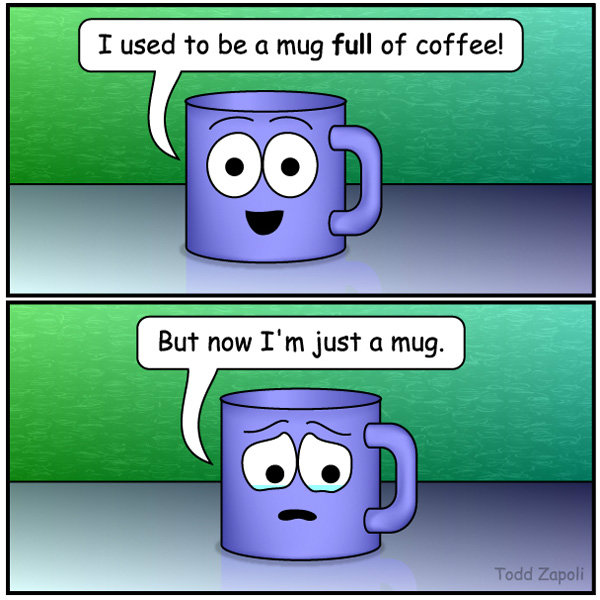 I used to be a mug full of coffee!
But now I'm just a mug.
Todd Zapoli